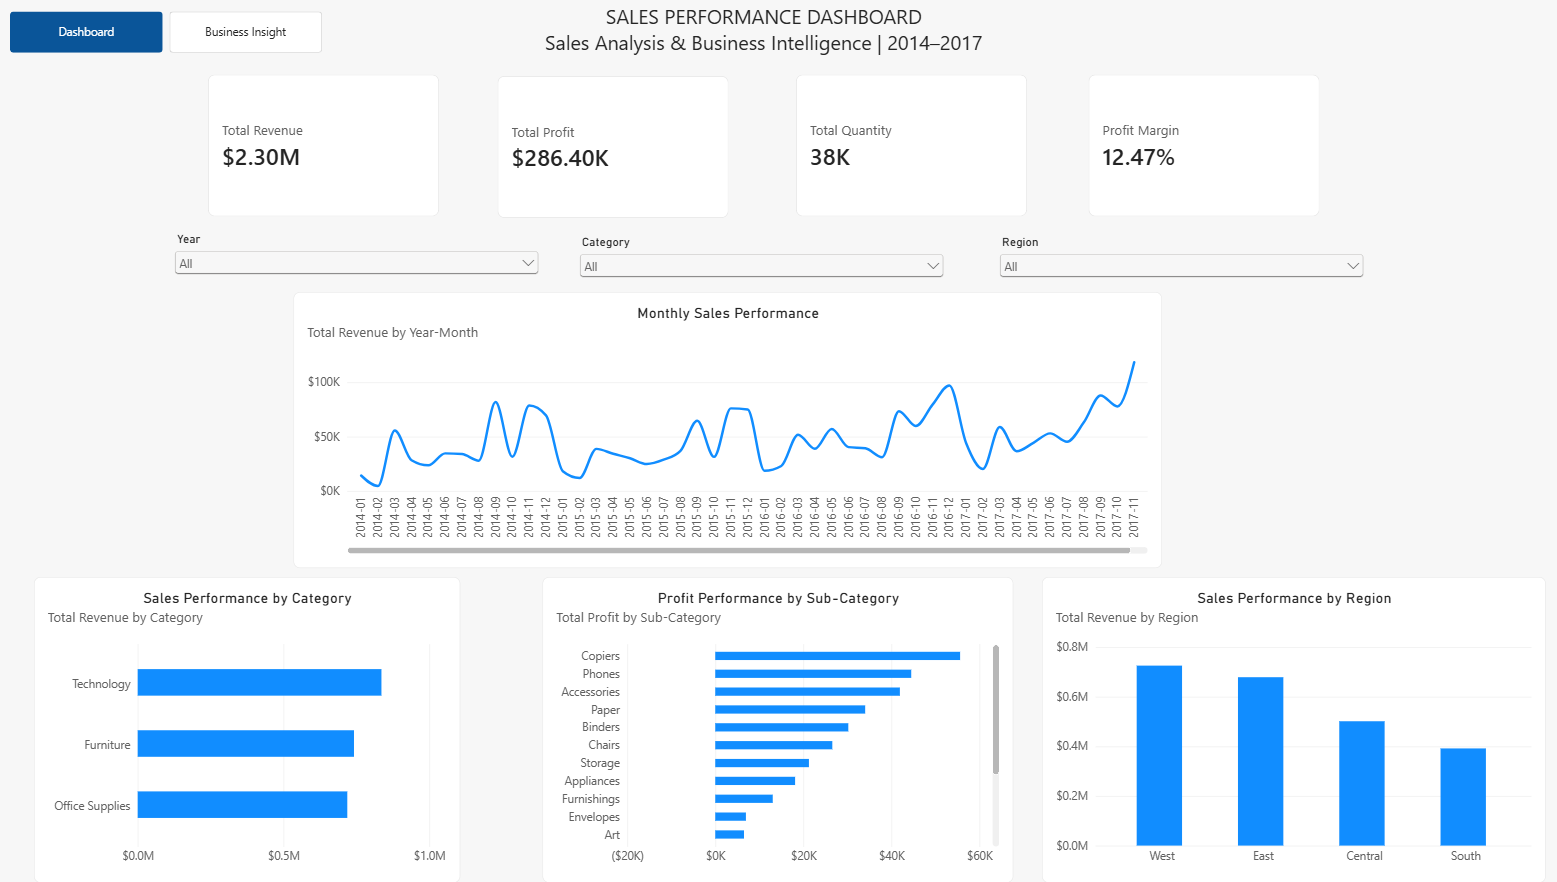 Dashboard
Business Insight
SALES PERFORMANCE DASHBOARD
Sales Analysis & Business Intelligence | 2014–2017
Total Revenue
$2.30M
Total Profit
$286.40K
Total Quantity
38K
Profit Margin
12.47%
Year
All
Category
All
Region
All
Monthly Sales Performance
Total Revenue by Year-Month
$100K
$50K
$0K
2014-01
2014-02
2014-03
2014-04
2014-05
2014-06
2014-07
2014-08
2014-09
2014-10
2014-11
2014-12
2015-01
2015-02
2015-03
2015-04
2015-05
2015-06
2015-07
2015-08
2015-09
2015-10
2015-11
2015-12
2016-01
2016-02
2016-03
2016-04
2016-05
2016-06
2016-07
2016-08
2016-09
2016-10
2016-11
2016-12
2017-01
2017-02
2017-03
2017-04
2017-05
2017-06
2017-07
2017-08
2017-09
2017-10
2017-11
Sales Performance by Category
Total Revenue by Category
Technology
Furniture
Office Supplies
$0.0M
$0.5M
$1.0M
Profit Performance by Sub-Category
Total Profit by Sub-Category
Copiers
Phones
Accessories
Paper
Binders
Chairs
Storage
Appliances
Furnishings
Envelopes
Art
($20K)
$0K
$20K
$40K
$60K
Sales Performance by Region
Total Revenue by Region
$0.8M
$0.6M
$0.4M
$0.2M
$0.0M
West
East
Central
South